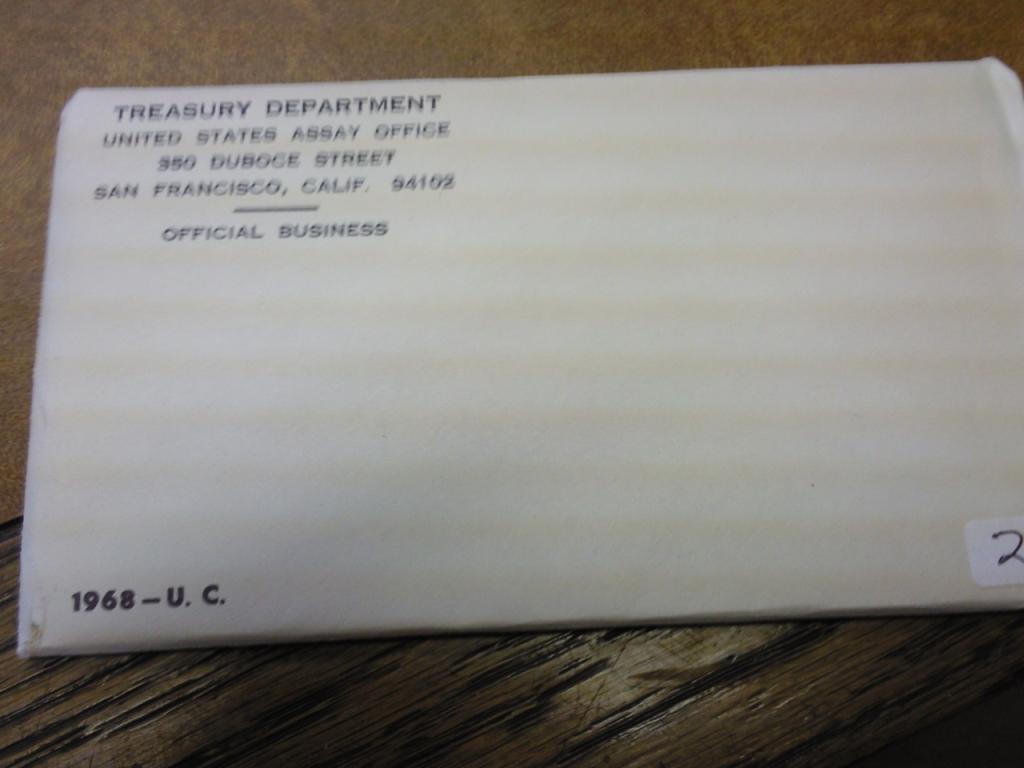 TREASURY DEPARTMENT
UNITED STATES ASSAY OFFICE
350 DUBOCE STREET
SAN FRANCISCO, CALIF. 94102
OFFICIAL BUSINESS
1968 – U. C.
2